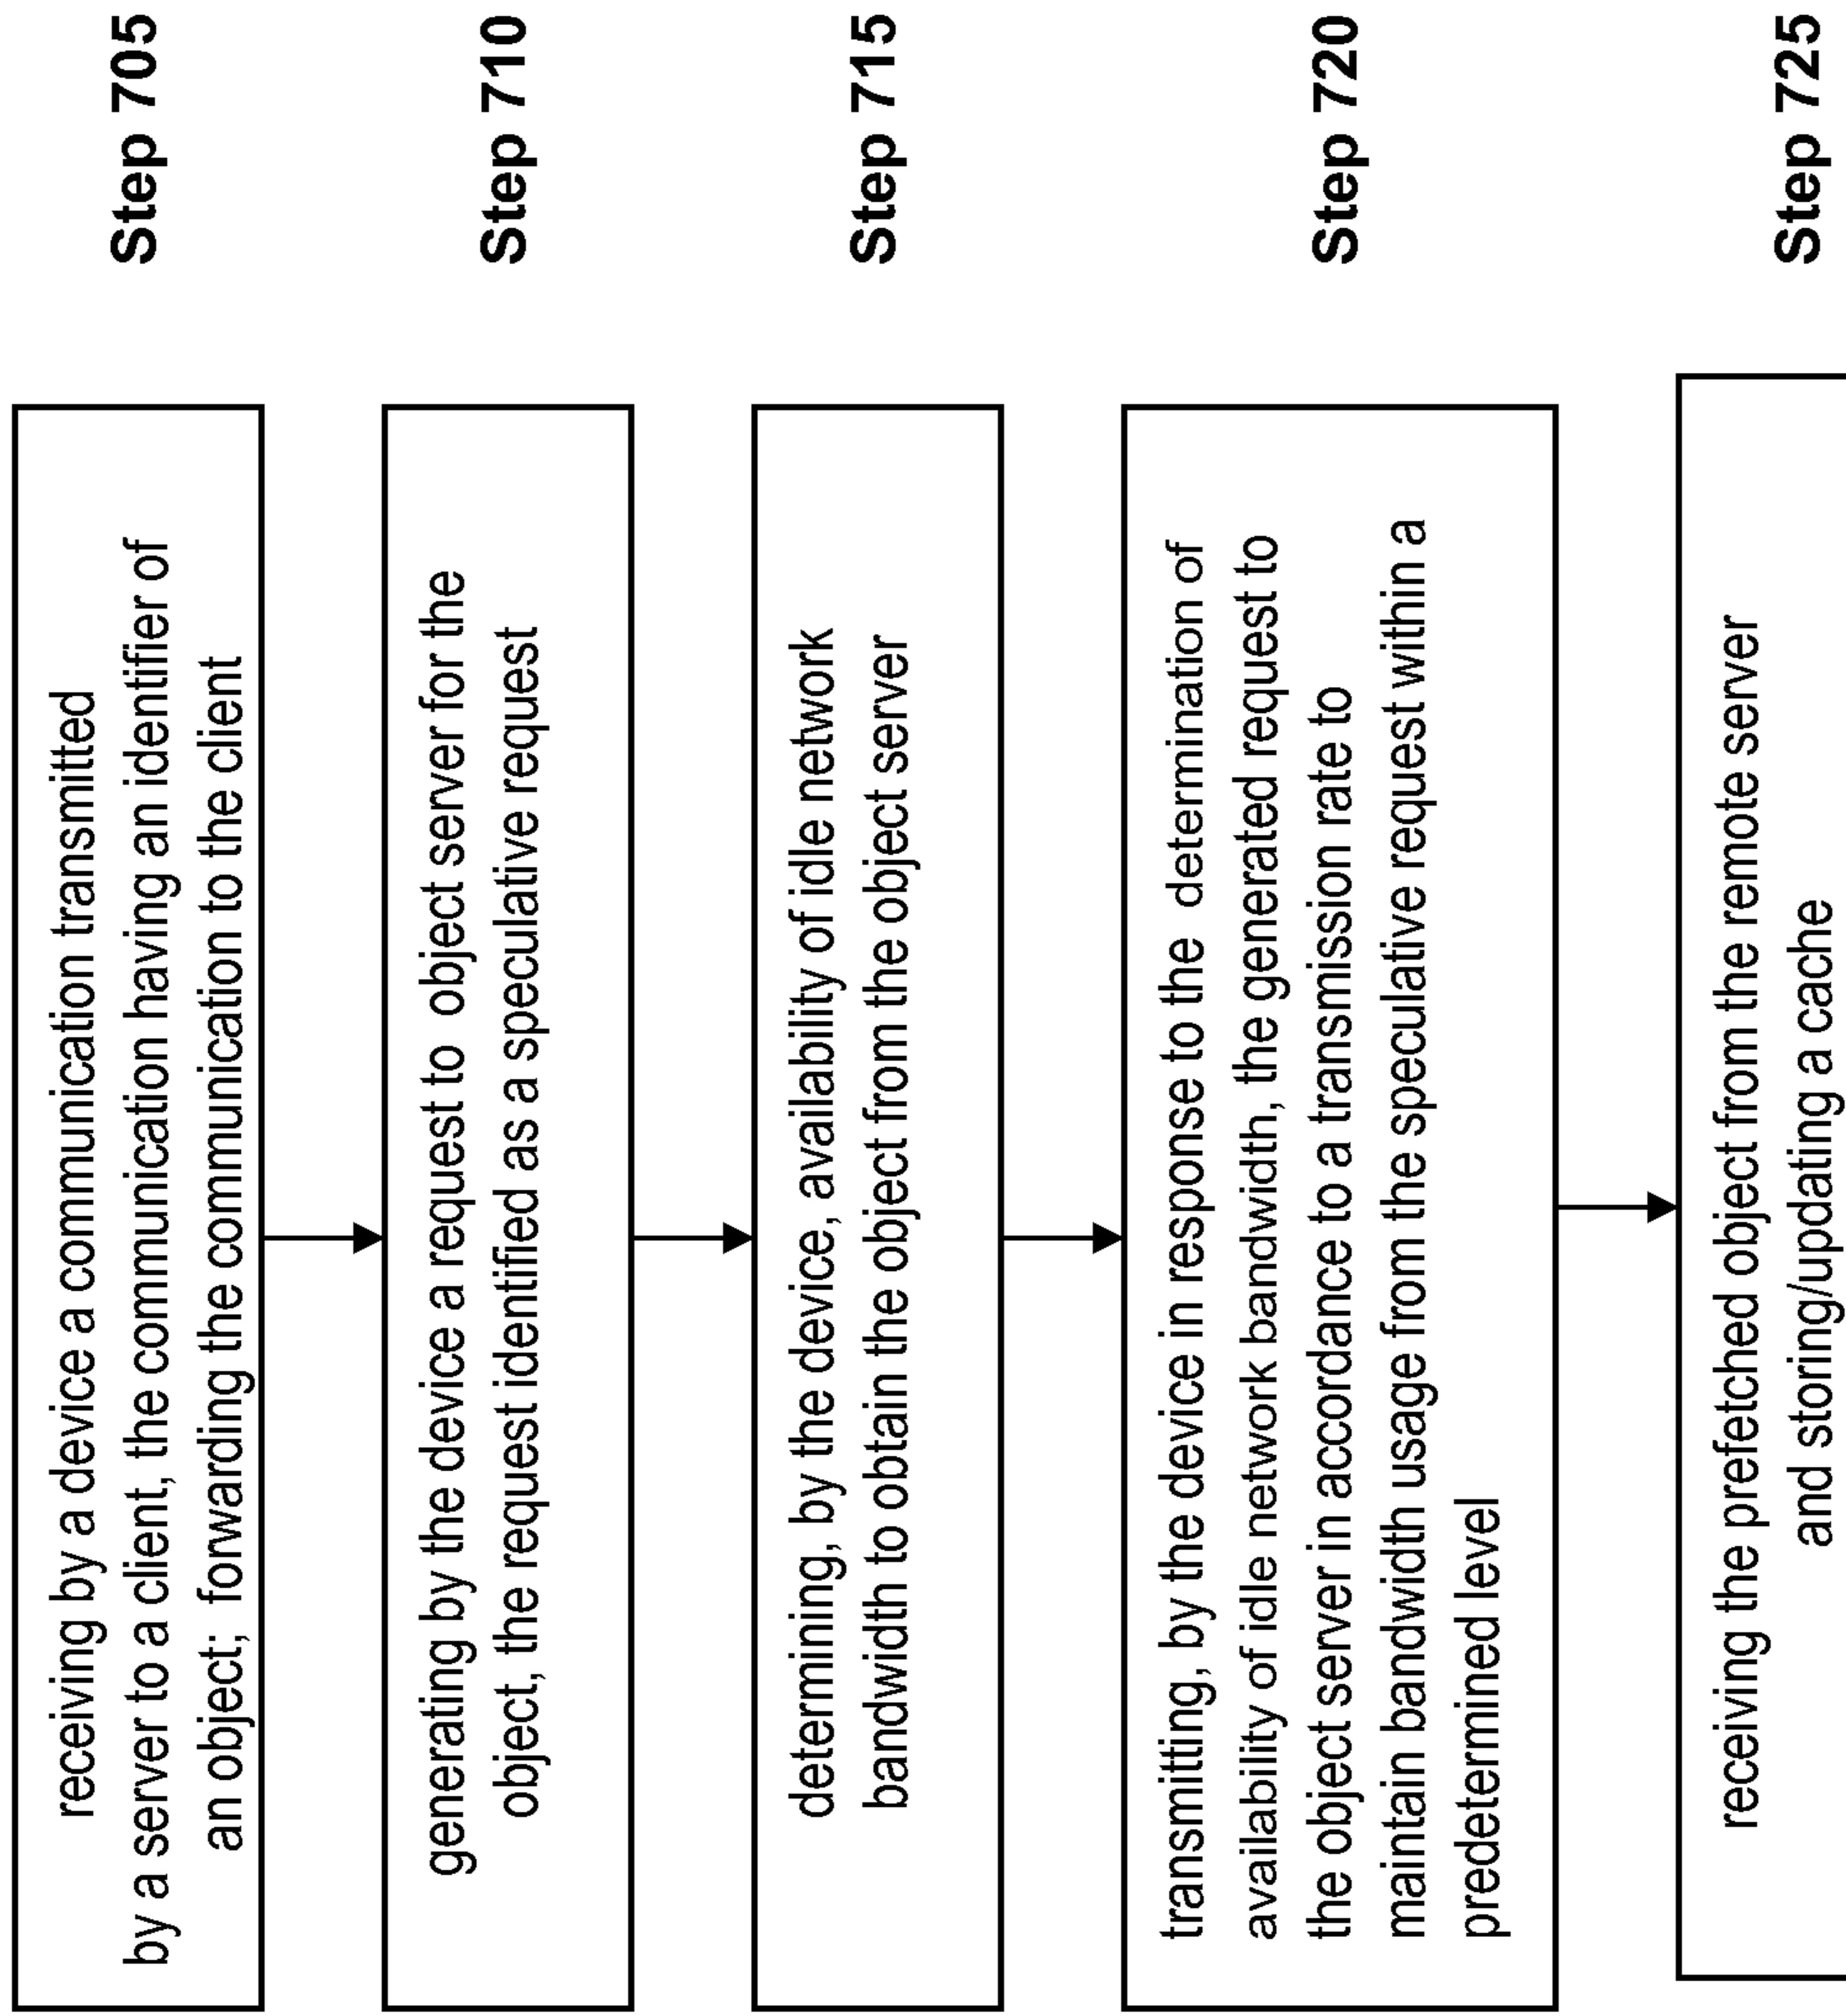 receiving by a device a communication transmitted
by a server to a client, the communication having an identifier of
an object; forwarding the communication to the client
Step 705
generating by the device a request to object server for the
object, the request identified as a speculative request
Step 710
determining, by the device, availability of idle network
bandwidth to obtain the object from the object server
Step 715
transmitting, by the device in response to the determination of
availability of idle network bandwidth, the generated request to
the object server in accordance to a transmission rate to
maintain bandwidth usage from the speculative request within a
predetermined level
Step 720
receiving the prefetched object from the remote server
and storing/updating a cache
Step 725